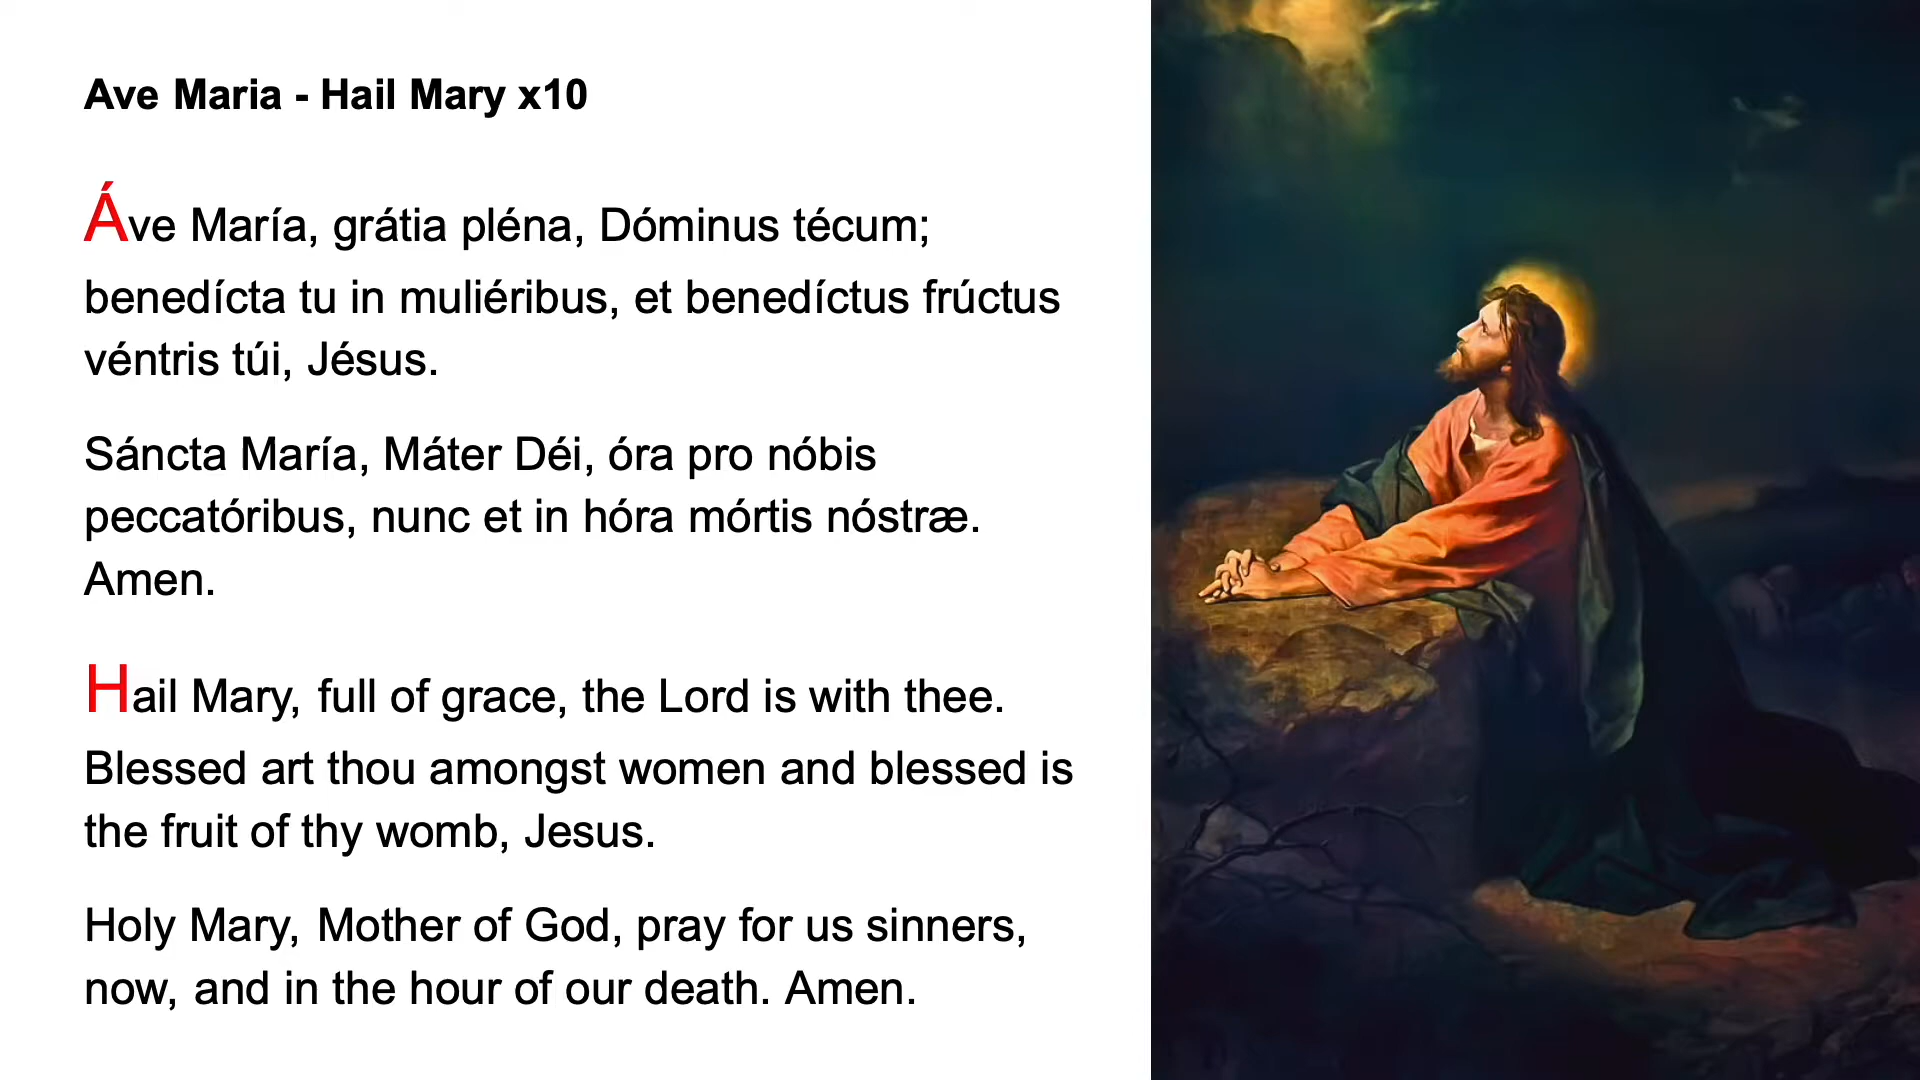 Ave Maria - Hail Mary x10
Áve María, grátia pléna, Dóminus técum;
benedícta tu in muliéribus, et benedíctus frúctus
véntris túi, Jésus.
Sáncta María, Máter Déi, óra pro nóbis
peccatóribus, nunc et in hóra mórtis nóstræ.
Amen.
Hail Mary, full of grace, the Lord is with thee.
Blessed art thou amongst women and blessed is
the fruit of thy womb, Jesus.
Holy Mary, Mother of God, pray for us sinners,
now, and in the hour of our death. Amen.